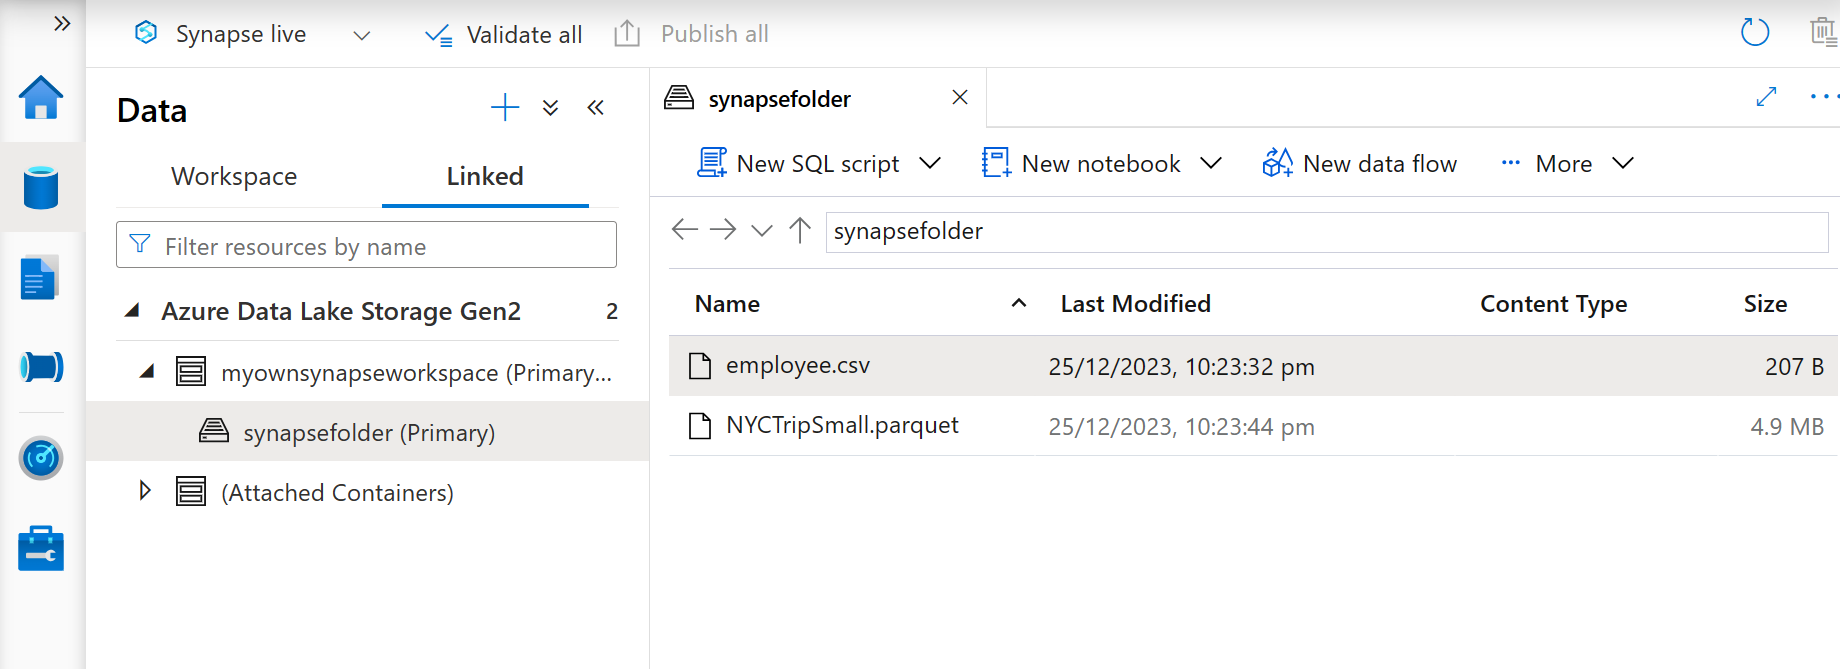 Synapse live Validate all Publish all
Data
Workspace Linked
Filter resources by name
Azure Data Lake Storage Gen2 2
myownsynapseworkspace (Primary...
synapsefolder (Primary)
(Attached Containers)
synapsefolder
New SQL script New notebook New data flow More
synapsefolder
Name Last Modified Content Type Size
employee.csv 25/12/2023, 10:23:32 pm 207 B
NYCTripSmall.parquet 25/12/2023, 10:23:44 pm 4.9 MB